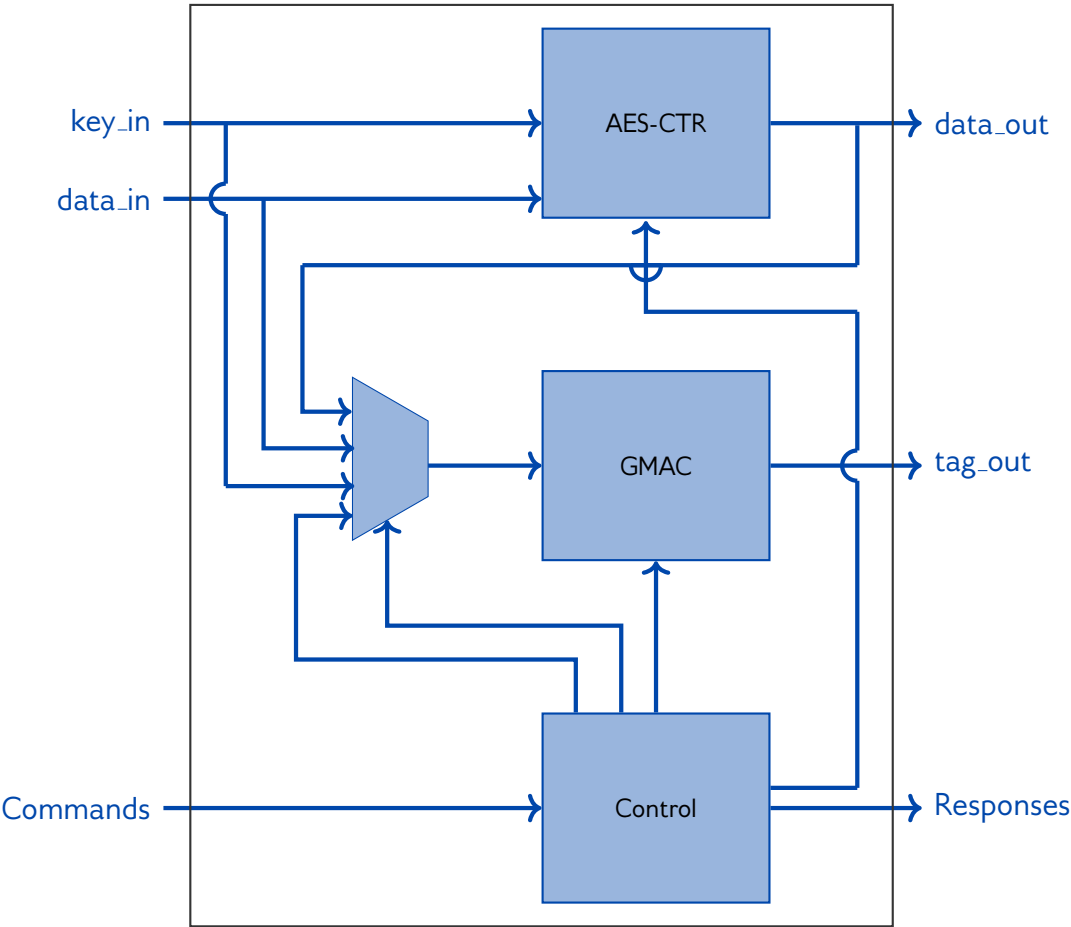 key_in
AES-CTR
data_out
data_in
GMAC
tag_out
Commands
Control
Responses